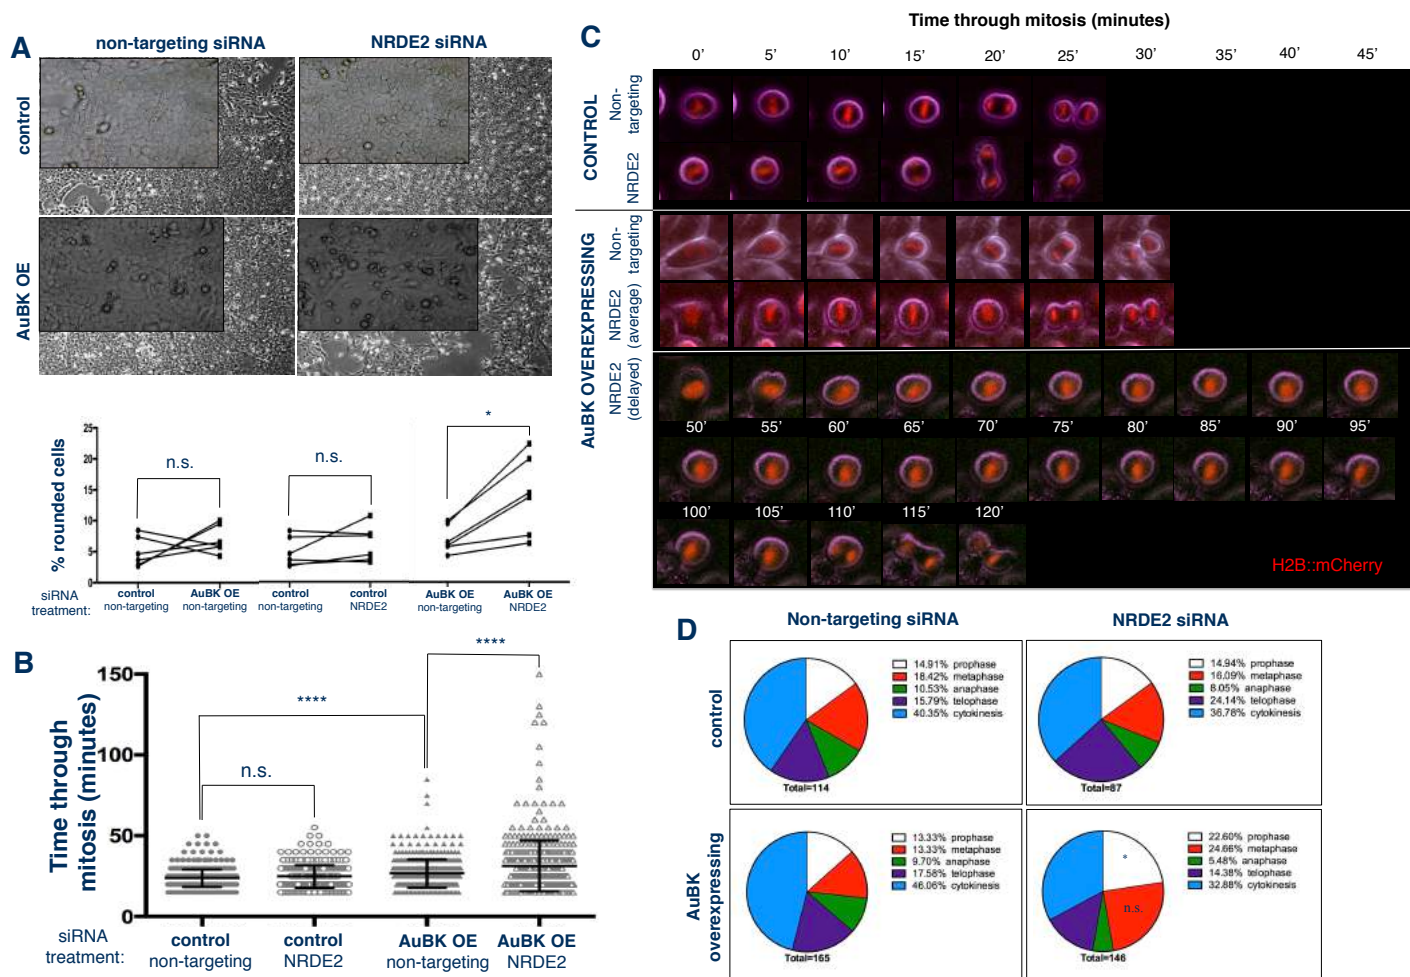 A
non-targeting siRNA
NRDE2 siRNA
control
AuBK OE
% rounded cells
25
20
15
10
5
0
n.s.
n.s.
*
siRNA
treatment:
control
non-targeting
AuBK OE
non-targeting
control
non-targeting
control
NRDE2
AuBK OE
non-targeting
AuBK OE
NRDE2
B
Time through
mitosis (minutes)
150
100
50
0
n.s.
****
****
siRNA
treatment:
control
non-targeting
control
NRDE2
AuBK OE
non-targeting
AuBK OE
NRDE2
C
Time through mitosis (minutes)
0’ 5’ 10’ 15’ 20’ 25’ 30’ 35’ 40’ 45’
CONTROL
Non-
targeting
NRDE2
AuBK OVEREXPRESSING
Non-
targeting
NRDE2
(average)
NRDE2
(delayed)
50’ 55’ 60’ 65’ 70’ 75’ 80’ 85’ 90’ 95’
100’ 105’ 110’ 115’ 120’
H2B::mCherry
D
Non-targeting siRNA
NRDE2 siRNA
control
14.91% prophase
18.42% metaphase
10.53% anaphase
15.79% telophase
40.35% cytokinesis
Total=114
14.94% prophase
16.09% metaphase
8.05% anaphase
24.14% telophase
36.78% cytokinesis
Total=87
AuBK
overexpressing
13.33% prophase
13.33% metaphase
9.70% anaphase
17.58% telophase
46.06% cytokinesis
Total=165
22.60% prophase
24.66% metaphase
5.48% anaphase
14.38% telophase
32.88% cytokinesis
*
n.s.
Total=146